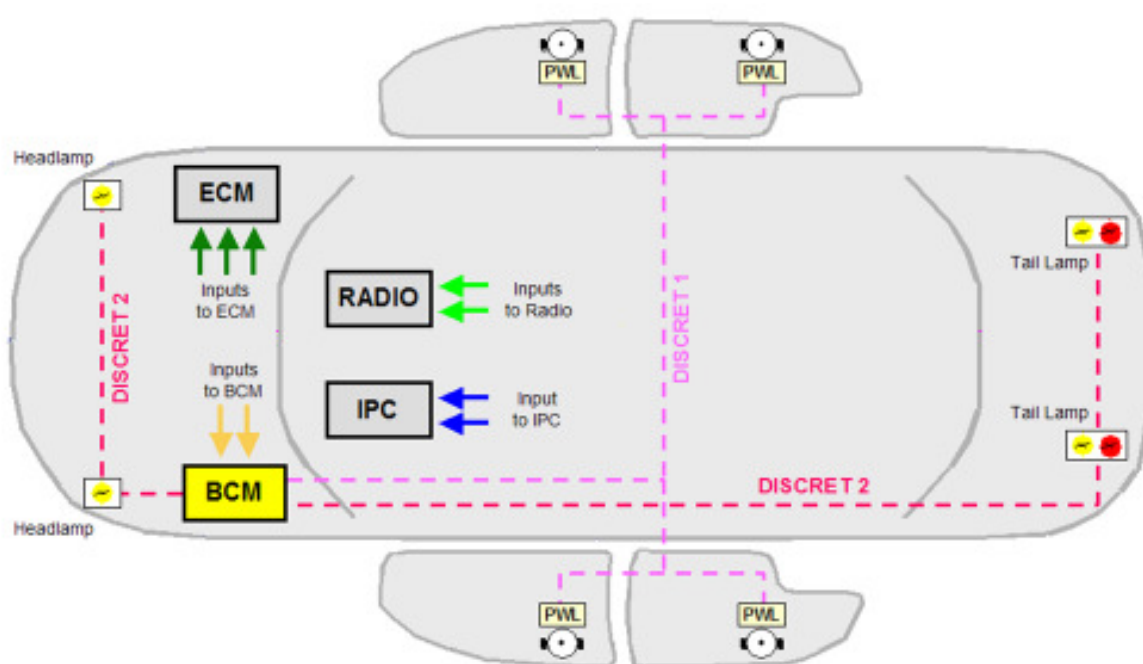 PWL
PWL
Headlamp
ECM
Inputs
to ECM
RADIO
Inputs
to Radio
Tail Lamp
DISCRET 2
DISCRET 1
Inputs
to BCM
IPC
Input
to IPC
Tail Lamp
BCM
DISCRET 2
Headlamp
PWL
PWL